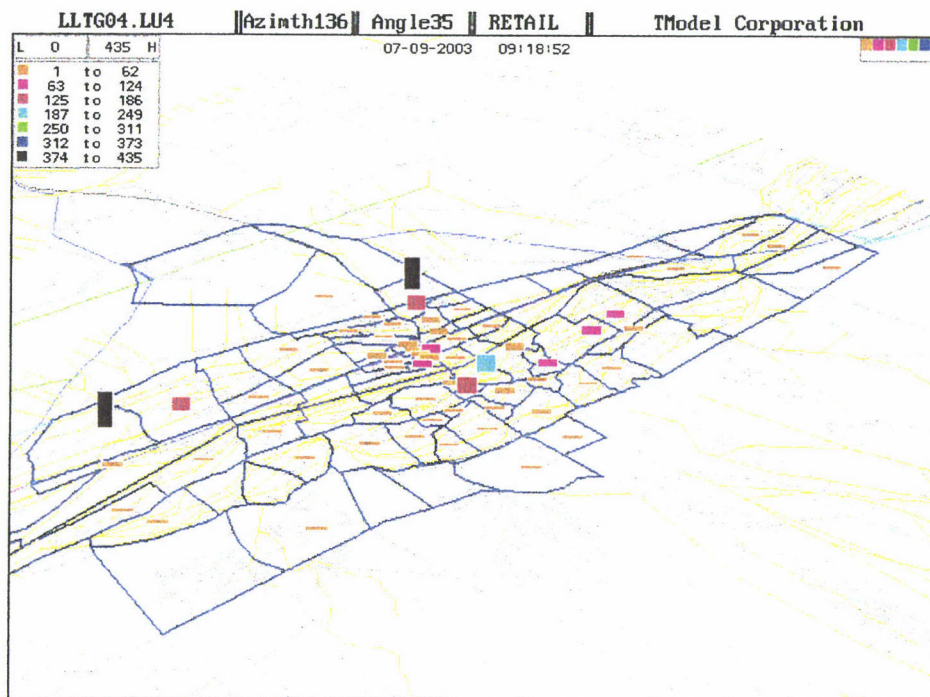 LLTG04.LU4 Azimth136 Angle35 RETAIL TModel Corporation
L 0 435 H 07-09-2003 09:18:52
1 to 62
63 to 124
125 to 186
187 to 249
250 to 311
312 to 373
374 to 435